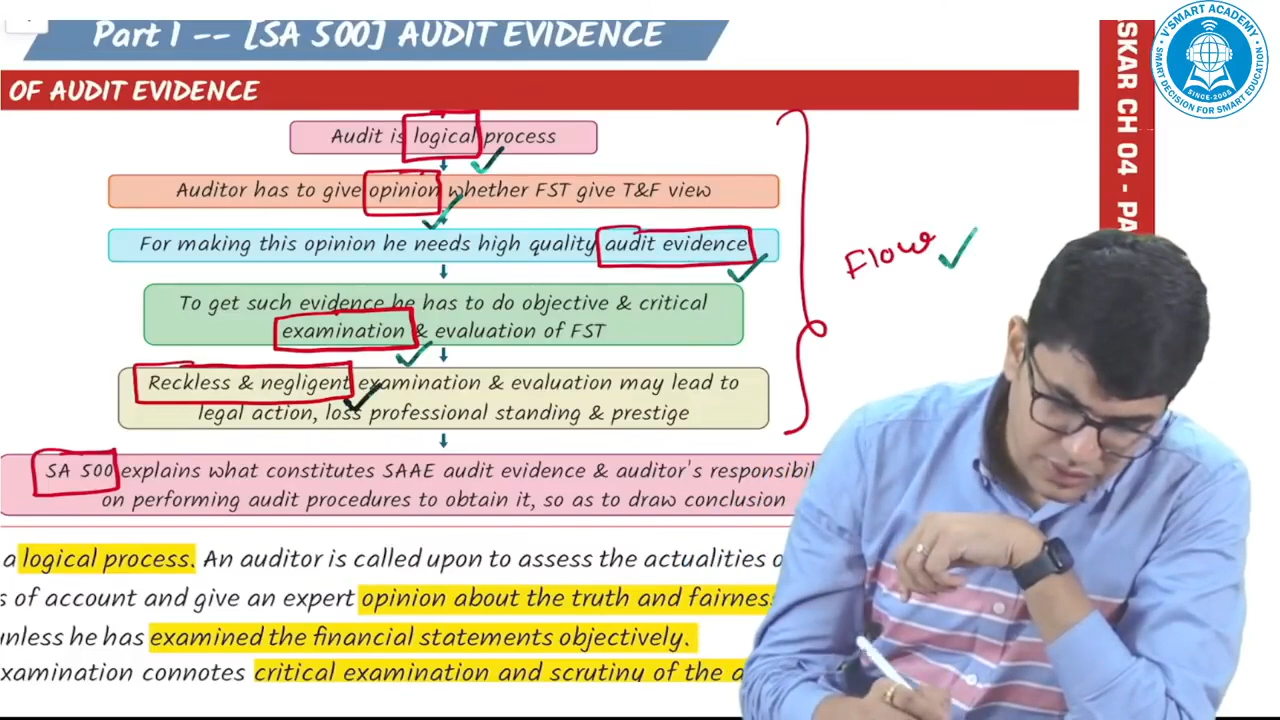 Part 1 -- [SA 500] AUDIT EVIDENCE
OF AUDIT EVIDENCE
Audit is logical process
Auditor has to give opinion whether FST give T&F view
For making this opinion he needs high quality audit evidence
To get such evidence he has to do objective & critical
examination & evaluation of FST
Reckless & negligent examination & evaluation may lead to
legal action, loss professional standing & prestige
SA 500 explains what constitutes SAAE audit evidence & auditor's responsibil
on performing audit procedures to obtain it, so as to draw conclusion
a logical process. An auditor is called upon to assess the actualities o
s of account and give an expert opinion about the truth and fairness
unless he has examined the financial statements objectively.
xamination connotes critical examination and scrutiny of the a
Flow
SKAR CH 04 - PA
V'SMART ACADEMY
SMART DECISION FOR SMART EDUCATION
SINCE-2005